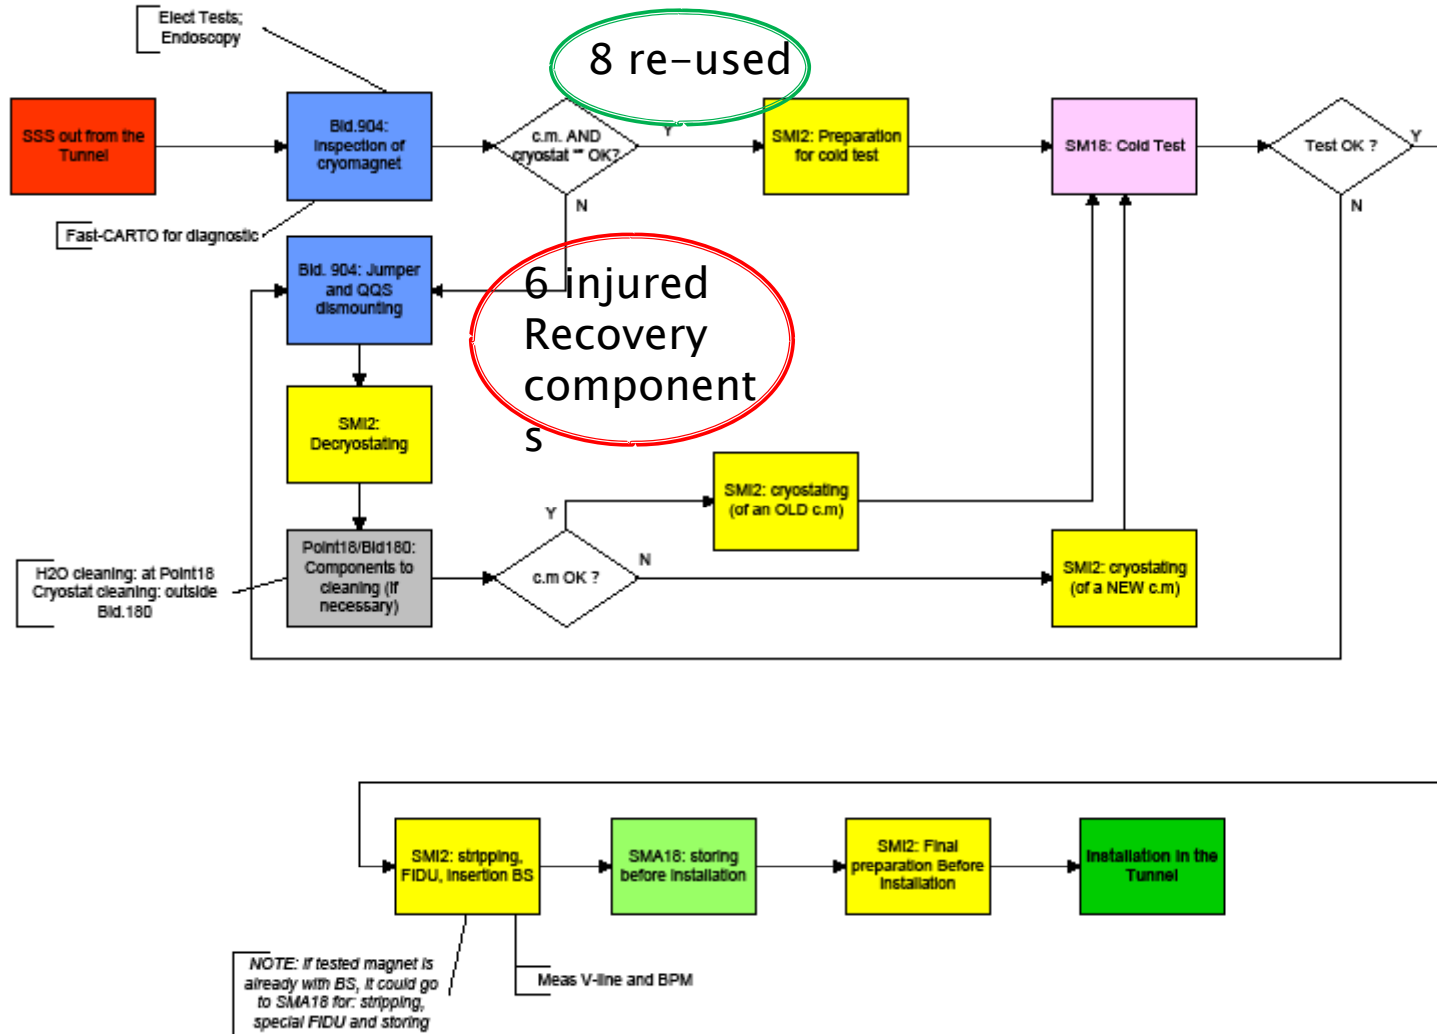 Elect Tests;
Endoscopy
8 re-used
SSS out from the
Tunnel
Bld.904:
Inspection of
cryomagnet
c.m. AND
cryostat "" OK?
Y
SMI2: Preparation
for cold test
SM18: Cold Test
Test OK ?
Y
N
N
Fast-CARTO for diagnostic
Bld. 904: Jumper
and QQS
dismounting
6 injured
Recovery
component
s
SMI2:
Decryostating
SMI2: cryostating
(of an OLD c.m)
Y
H2O cleaning: at Point18
Cryostat cleaning: outside
Bld.180
Point18/Bld180:
Components to
cleaning (if
necessary)
c.m OK ?
N
SMI2: cryostating
(of a NEW c.m)
SMI2: stripping,
FIDU, Insertion BS
SMA18: storing
before Installation
SMI2: Final
preparation Before
Installation
Installation in the
Tunnel
NOTE: if tested magnet is
already with BS, it could go
to SMA18 for: stripping,
special FIDU and storing
Meas V-line and BPM